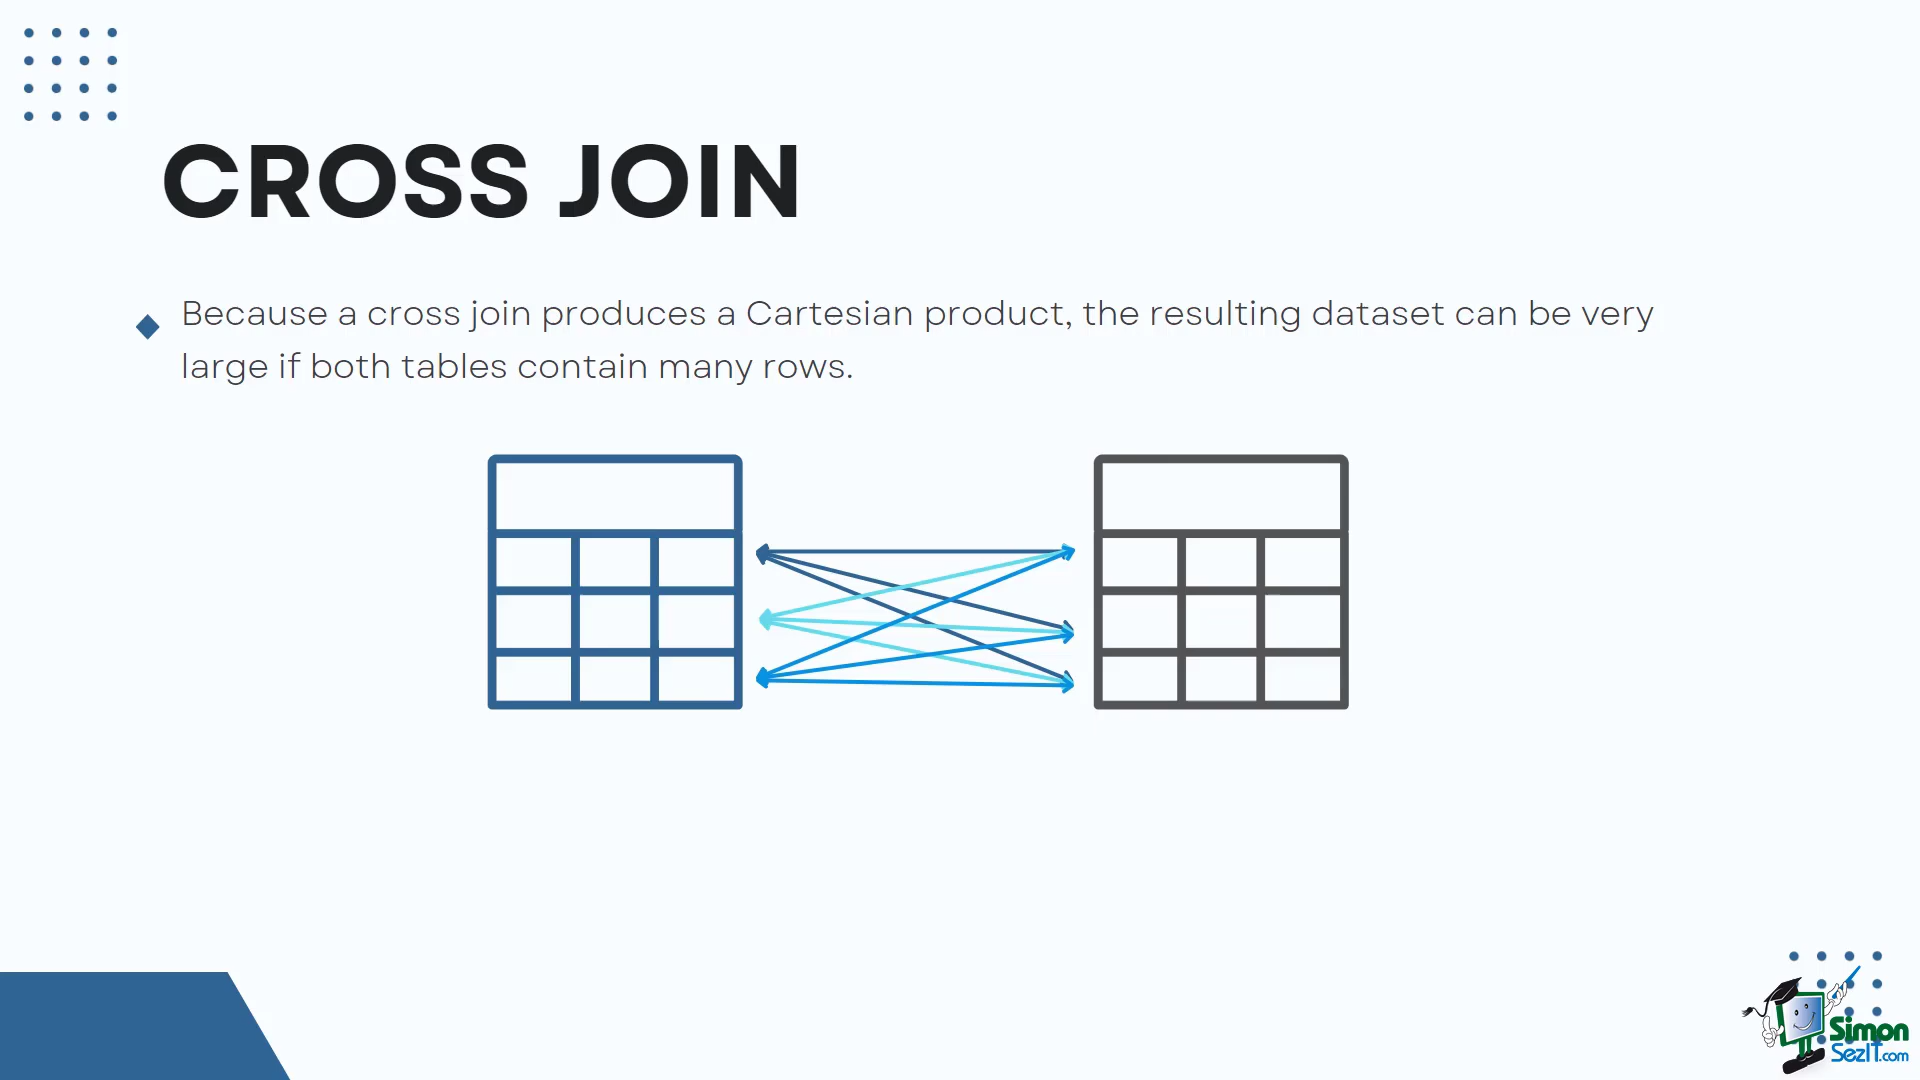 CROSS JOIN
Because a cross join produces a Cartesian product, the resulting dataset can be very
large if both tables contain many rows.
Simon
SezIT.com